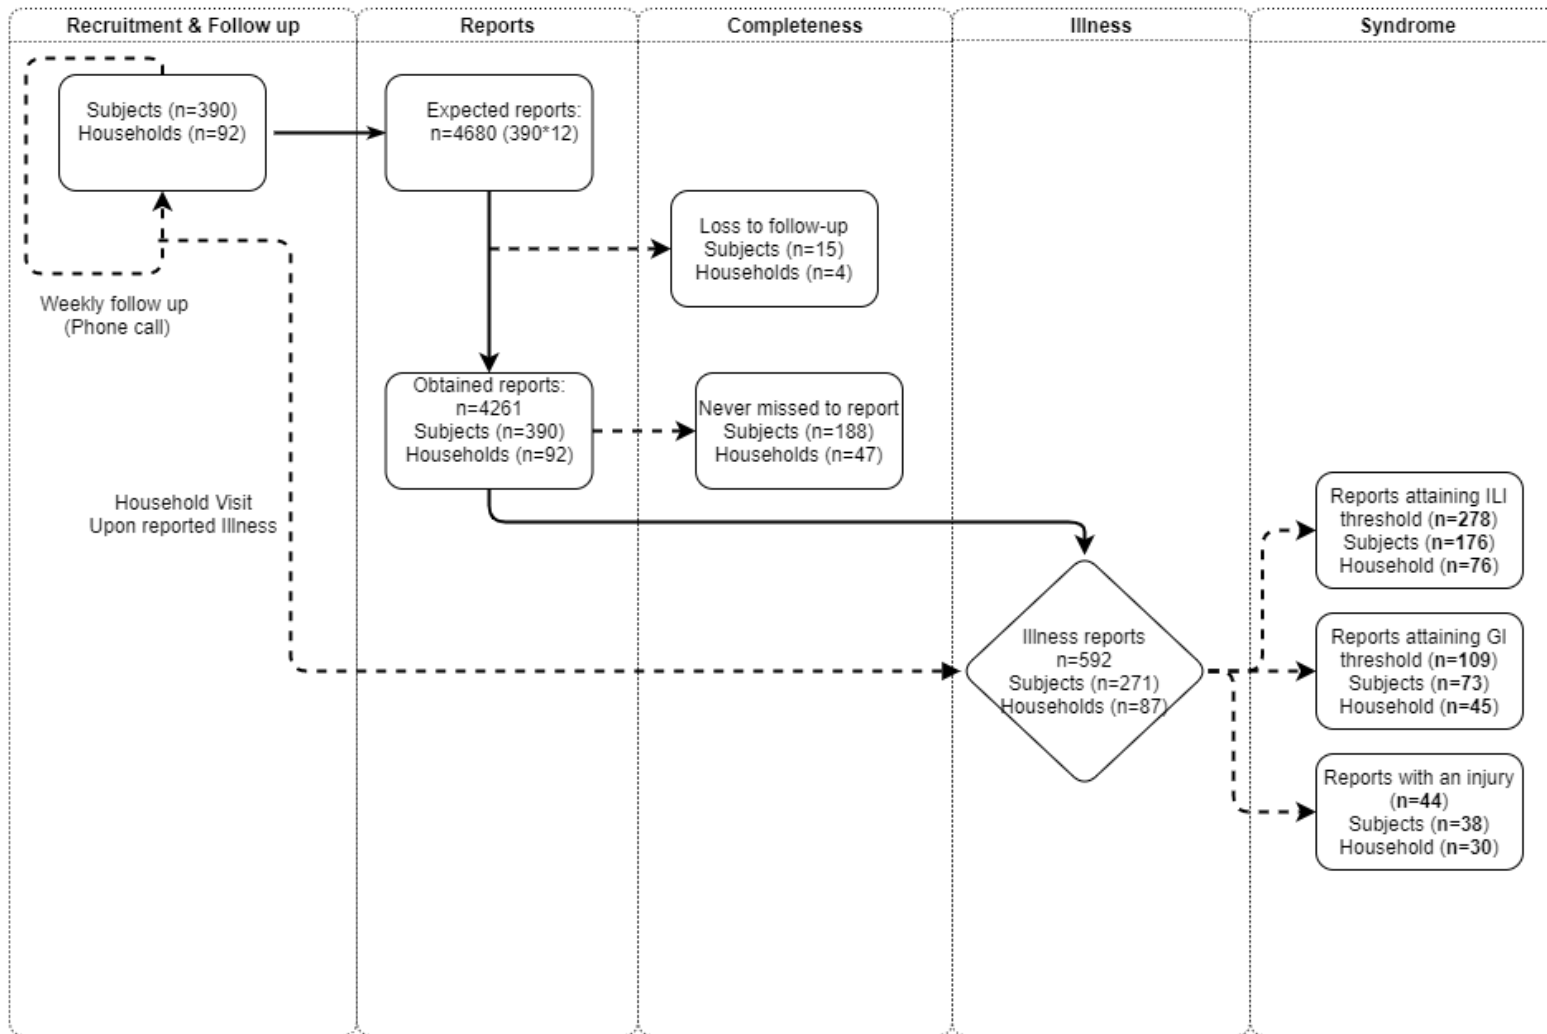 Recruitment & Follow up
Reports
Completeness
Illness
Syndrome
Subjects (n=390)
Households (n=92)
Weekly follow up
(Phone call)
Household Visit
Upon reported Illness
Expected reports:
n=4680 (390*12)
Obtained reports:
n=4261
Subjects (n=390)
Households (n=92)
Loss to follow-up
Subjects (n=15)
Households (n=4)
Never missed to report
Subjects (n=188)
Households (n=47)
Illness reports
n=592
Subjects (n=271)
Households (n=87)
Reports attaining ILI
threshold (n=278)
Subjects (n=176)
Household (n=76)
Reports attaining GI
threshold (n=109)
Subjects (n=73)
Household (n=45)
Reports with an injury
(n=44)
Subjects (n=38)
Household (n=30)